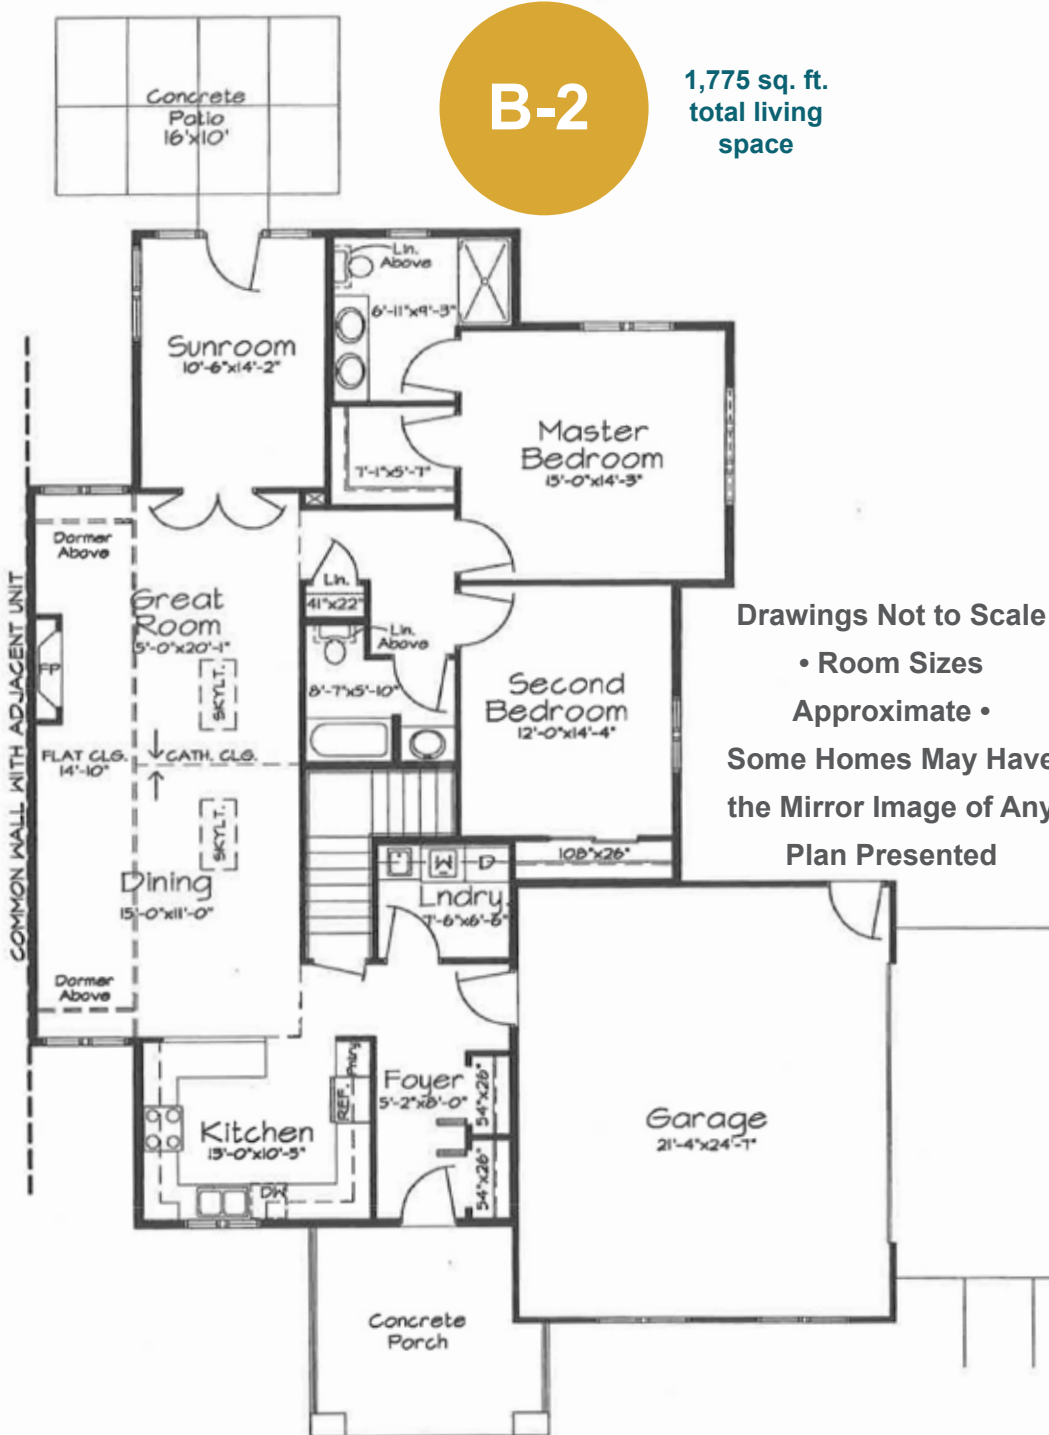 B-2
1,775 sq. ft.
total living
space
Concrete
Patio
16'x10'
Lin.
Above
6'-11"x9'-3"
Sunroom
10'-6"x14'-2"
Master
Bedroom
15'-0"x14'-3"
7'-1"x5'-7"
Dormer
Above
Lin.
41"x22"
Great
Room
5'-0"x20'-1"
Lin.
Above
FP
SKYLT.
8'-7"x5'-10"
Second
Bedroom
12'-0"x14'-4"
Drawings Not to Scale
• Room Sizes
Approximate •
Some Homes May Have
the Mirror Image of Any
Plan Presented
COMMON WALL WITH ADJACENT UNIT
FLAT CLG.
14'-10"
CATH. CLG.
SKYLT.
108"x26"
W
D
Lndry.
7'-6"x6'-6"
Dining
15'-0"x11'-0"
Dormer
Above
Pntry
REF.
Foyer
5'-2"x8'-0"
54"x26"
54"x26"
Kitchen
13'-0"x10'-5"
DW
Garage
21'-4"x24'-7"
Concrete
Porch